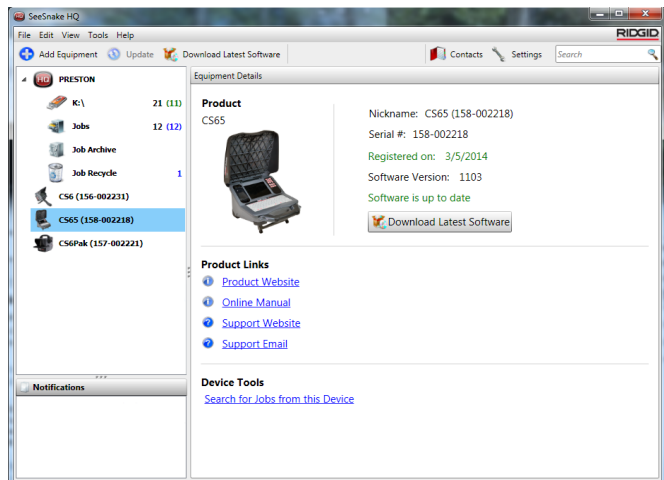 SeeSnake HQ
File Edit View Tools Help
RIDGID
Add Equipment Update Download Latest Software Contacts Settings Search
HQ PRESTON
K:\ 21 (11)
Jobs 12 (12)
Job Archive
Job Recycle 1
CS6 (156-002231)
CS65 (158-002218)
CS6Pak (157-002221)
Notifications
Equipment Details
Product
CS65
Nickname: CS65 (158-002218)
Serial #: 158-002218
Registered on: 3/5/2014
Software Version: 1103
Software is up to date
Download Latest Software
Product Links
Product Website
Online Manual
Support Website
Support Email
Device Tools
Search for Jobs from this Device